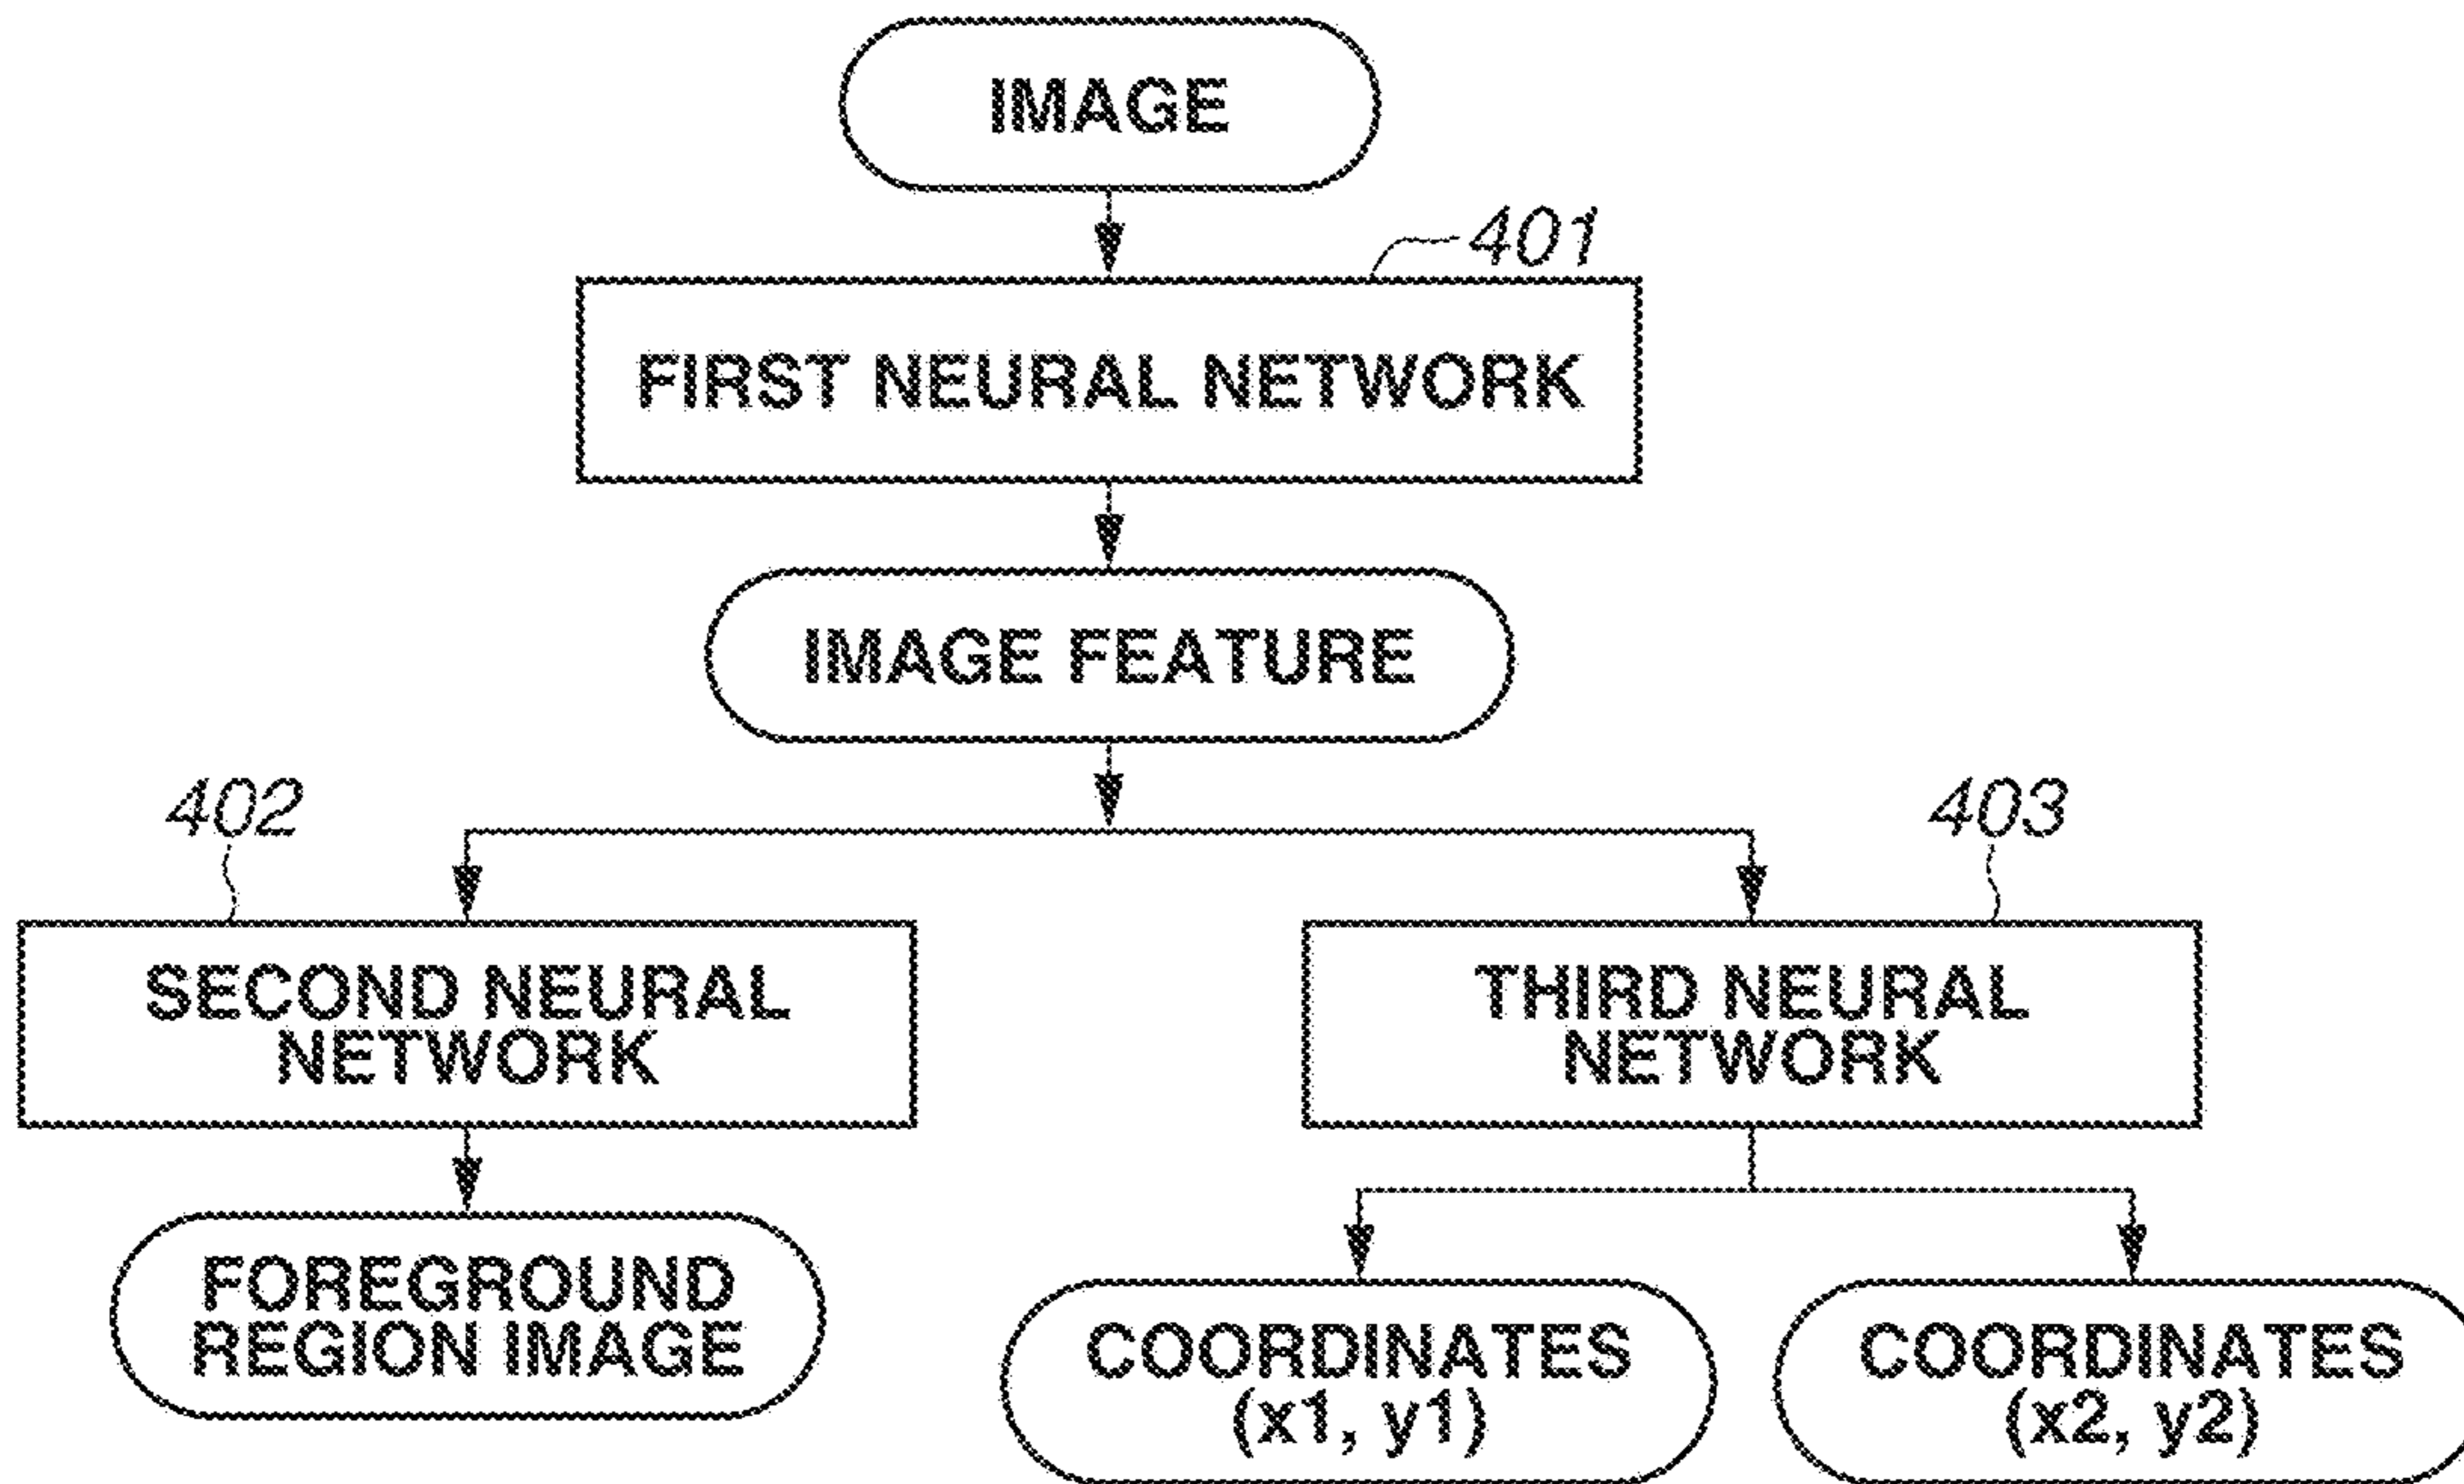 IMAGE
401
FIRST NEURAL NETWORK
IMAGE FEATURE
402
403
SECOND NEURAL
NETWORK
THIRD NEURAL
NETWORK
FOREGROUND
REGION IMAGE
COORDINATES
(x1, y1)
COORDINATES
(x2, y2)